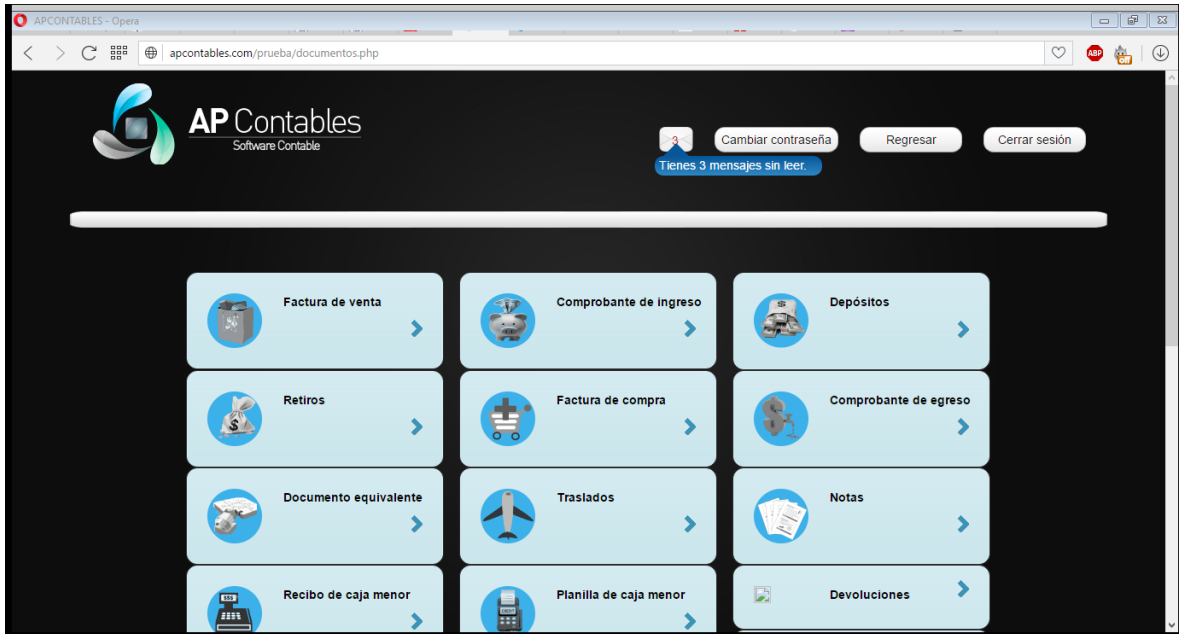 APCONTABLES - Opera
apcontables.com/prueba/documentos.php
ABP
off
AP Contables
Software Contable
3
Cambiar contraseña
Regresar
Cerrar sesión
Tienes 3 mensajes sin leer.
Factura de venta
Comprobante de ingreso
Depósitos
Retiros
Factura de compra
Comprobante de egreso
Documento equivalente
Traslados
Notas
Recibo de caja menor
Planilla de caja menor
Devoluciones